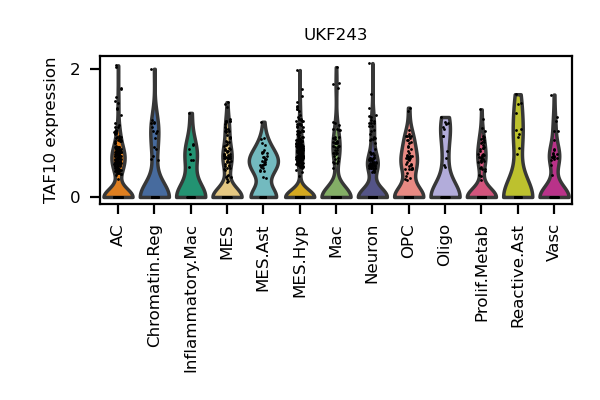 UKF243
TAF10 expression
2
0
AC
Chromatin.Reg
Inflammatory.Mac
MES
MES.Ast
MES.Hyp
Mac
Neuron
OPC
Oligo
Prolif.Metab
Reactive.Ast
Vasc